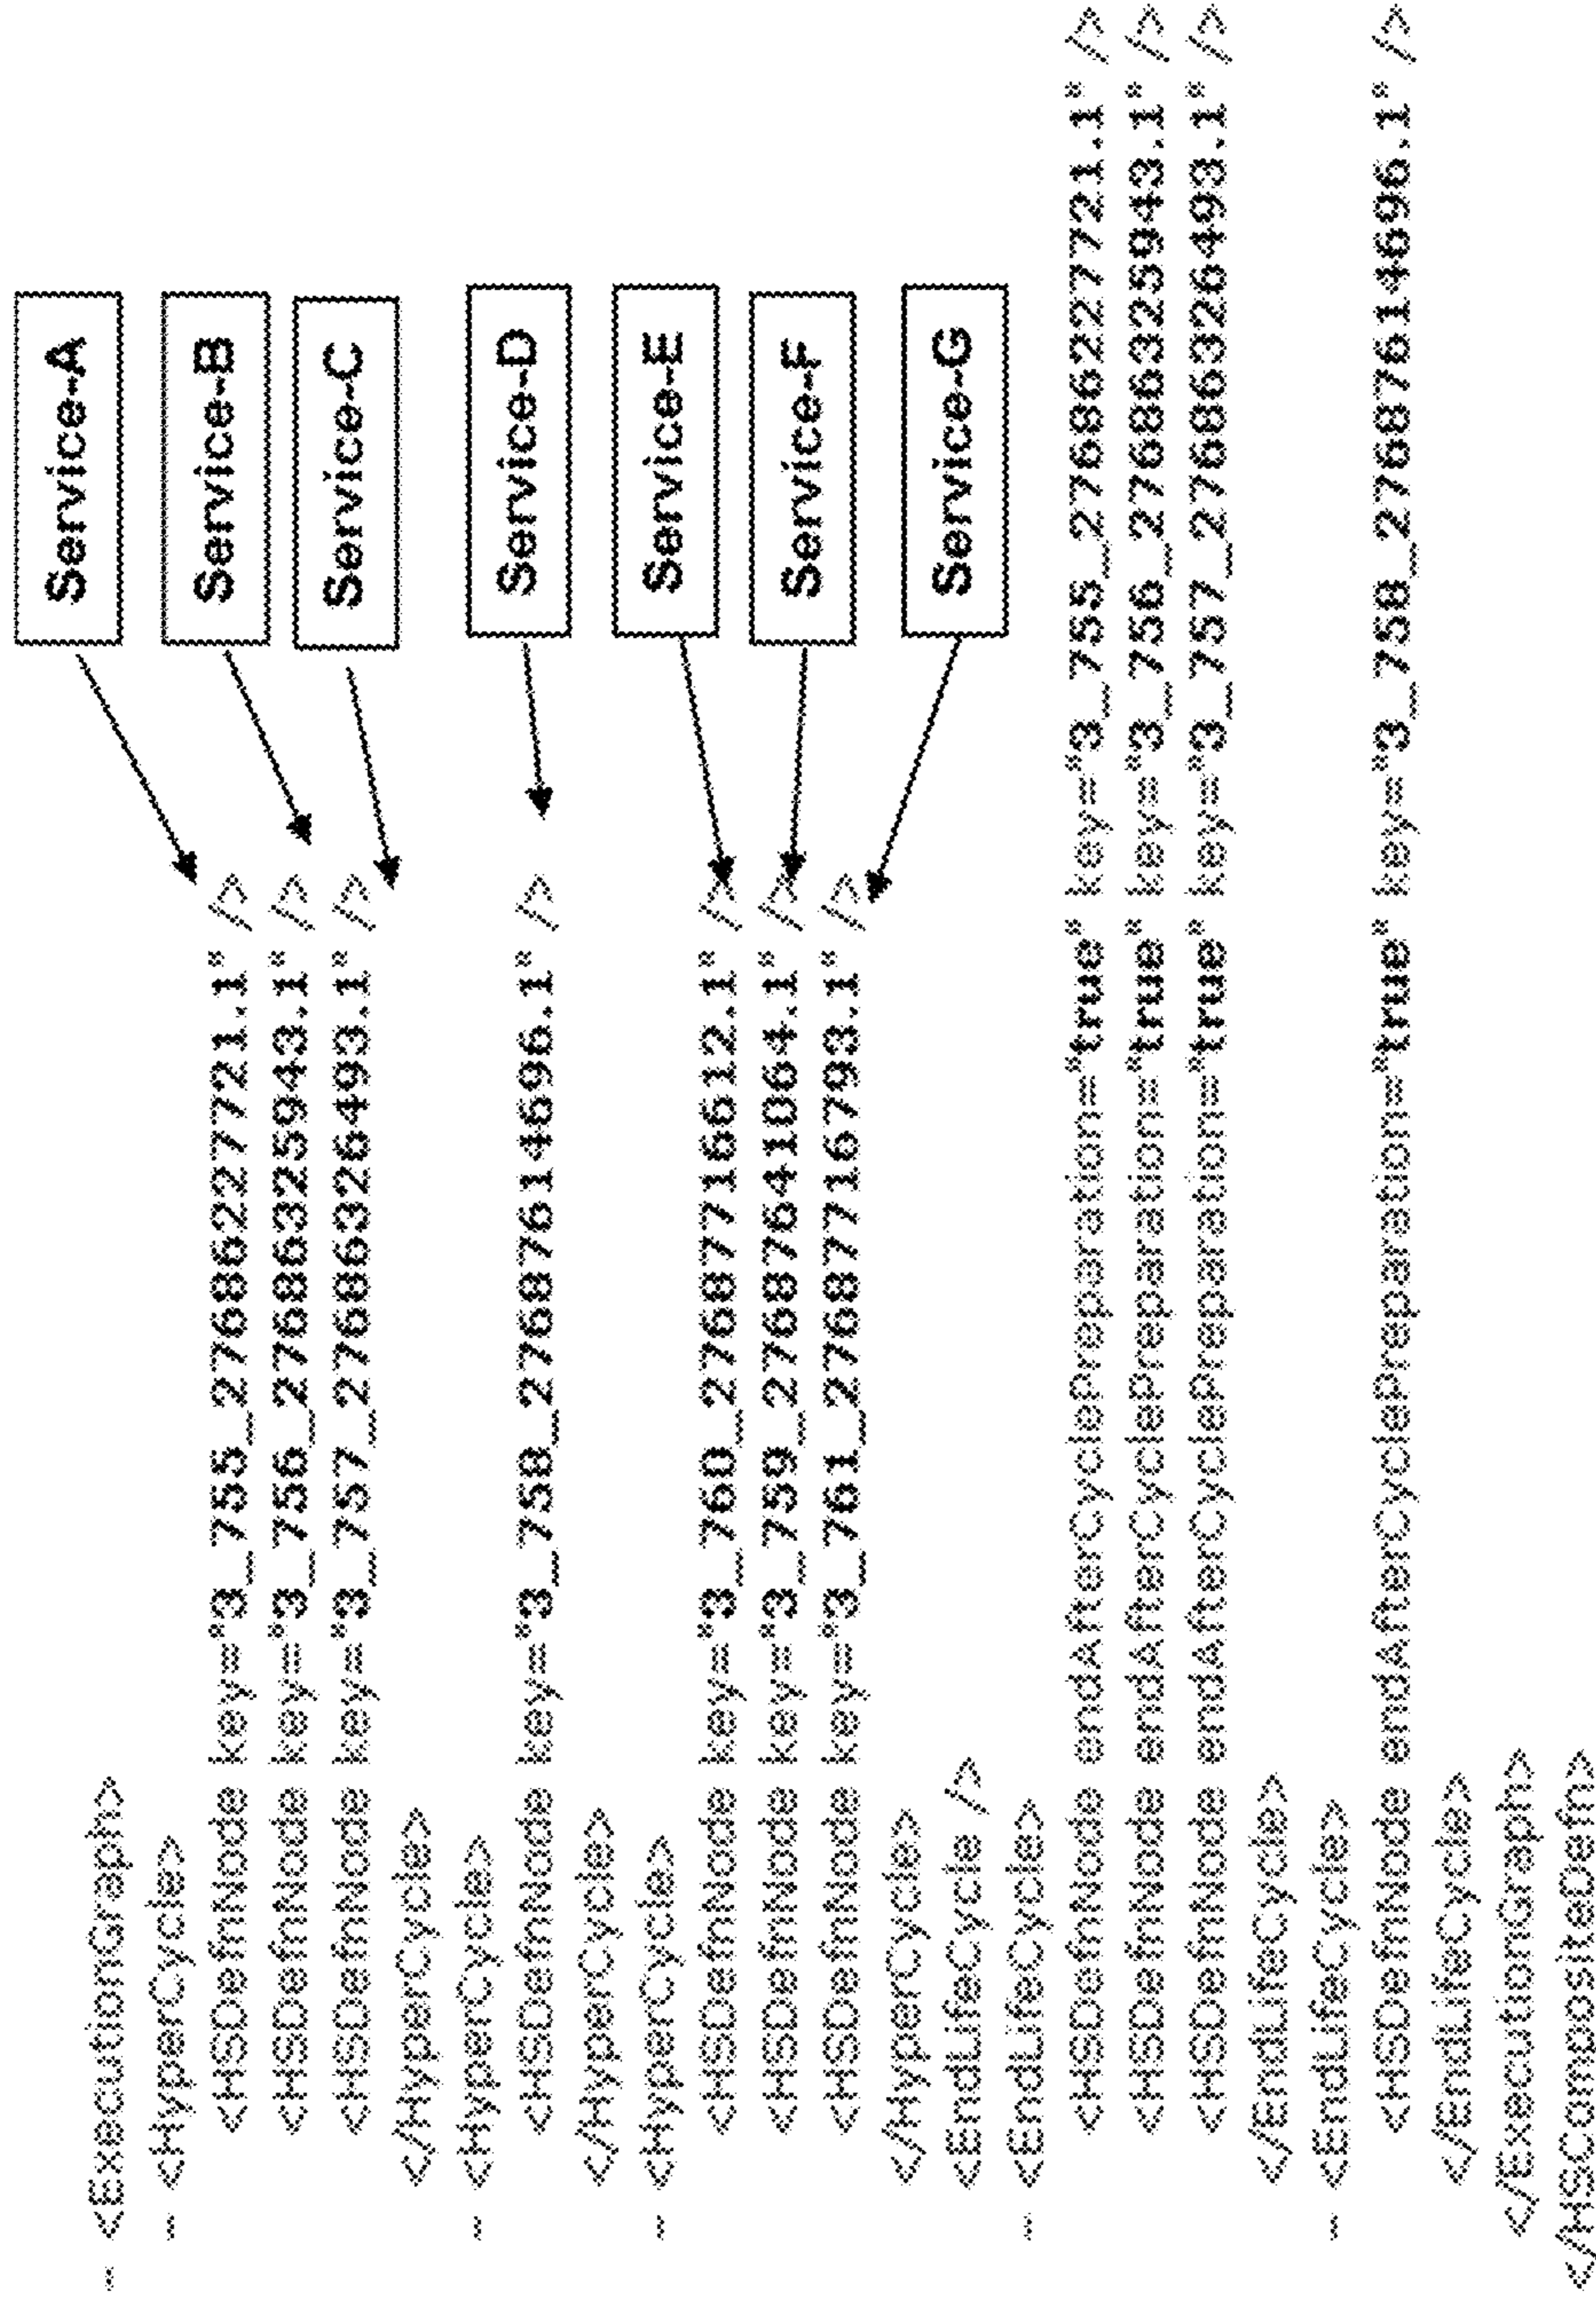 - <ExecutionGraph>
- <HyperCycle>
<HSDefnNode key="3_755_27686227721.1" />
<HSDefnNode key="3_756_27686325943.1" />
<HSDefnNode key="3_757_27686326493.1" />
</HyperCycle>
- <HyperCycle>
<HSDefnNode key="3_758_27687614696.1" />
</HyperCycle>
- <HyperCycle>
<HSDefnNode key="3_760_27687716612.1" />
<HSDefnNode key="3_759_27687641064.1" />
<HSDefnNode key="3_761_27687716793.1" />
</HyperCycle>
<EndLifeCycle />
- <EndLifeCycle>
<HSDefnNode endAfterCyclePreparation="true" key="3_755_27686227721.1" />
<HSDefnNode endAfterCyclePreparation="true" key="3_756_27686325943.1" />
<HSDefnNode endAfterCyclePreparation="true" key="3_757_27686326493.1" />
</EndLifeCycle>
- <EndLifeCycle>
<HSDefnNode endAfterCyclePreparation="true" key="3_758_27687614696.1" />
</EndLifeCycle>
</ExecutionGraph>
</HSCompositeDefn>
Service-A
Service-B
Service-C
Service-D
Service-E
Service-F
Service-G